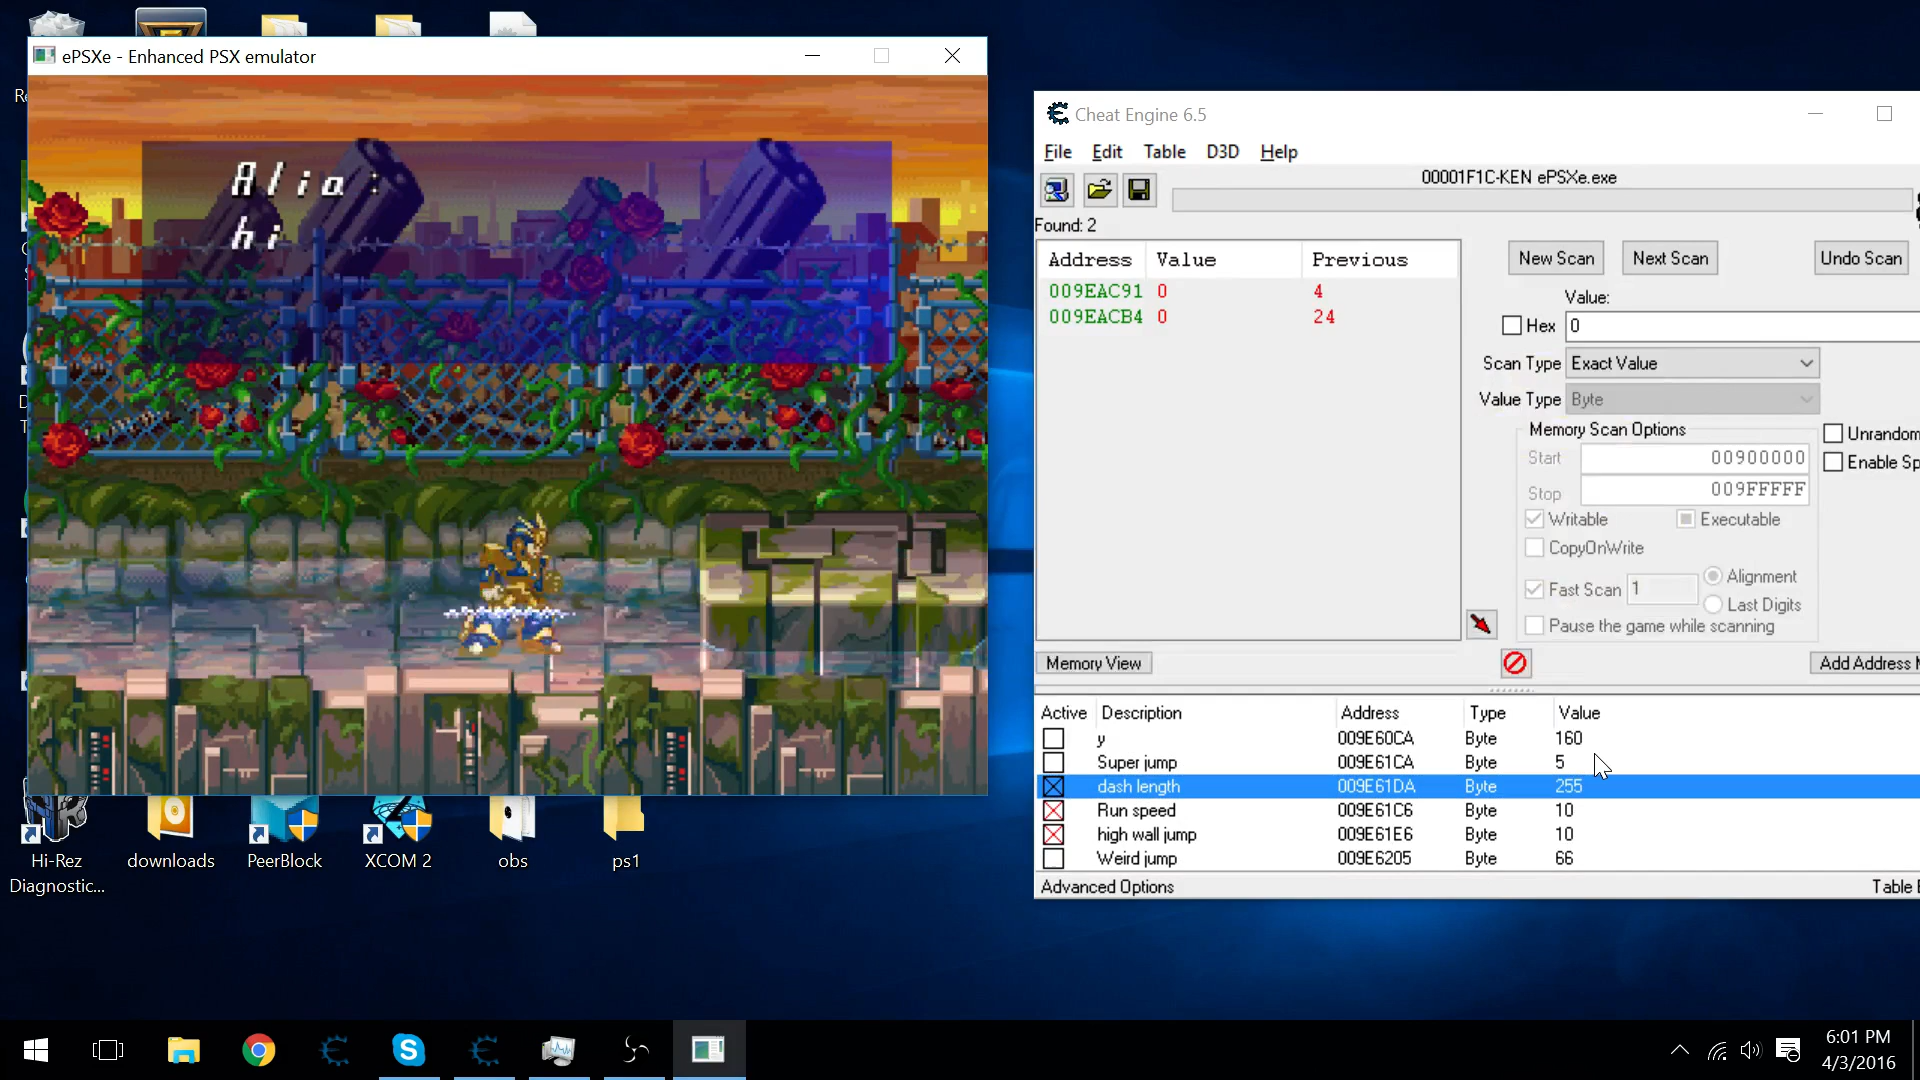 Re
ePSXe - Enhanced PSX emulator
Alia:
hi
Hi-Rez
Diagnostic...
downloads
PeerBlock
XCOM 2
obs
ps1
Cheat Engine 6.5
File Edit Table D3D Help
00001F1C-KEN ePSXe.exe
Found: 2
Address Value Previous
009EAC91 0 4
009EACB4 0 24
New Scan Next Scan Undo Scan
Value:
Hex 0
Scan Type Exact Value
Value Type Byte
Memory Scan Options
Start 00900000
Stop 009FFFFF
Unrandom
Enable Sp
Writable Executable
CopyOnWrite
Fast Scan 1 Alignment
Last Digits
Pause the game while scanning
Memory View Add Address M
Active Description Address Type Value
y 009E60CA Byte 160
Super jump 009E61CA Byte 5
dash length 009E61DA Byte 255
Run speed 009E61C6 Byte 10
high wall jump 009E61E6 Byte 10
Weird jump 009E6205 Byte 66
Advanced Options Table E
6:01 PM
4/3/2016